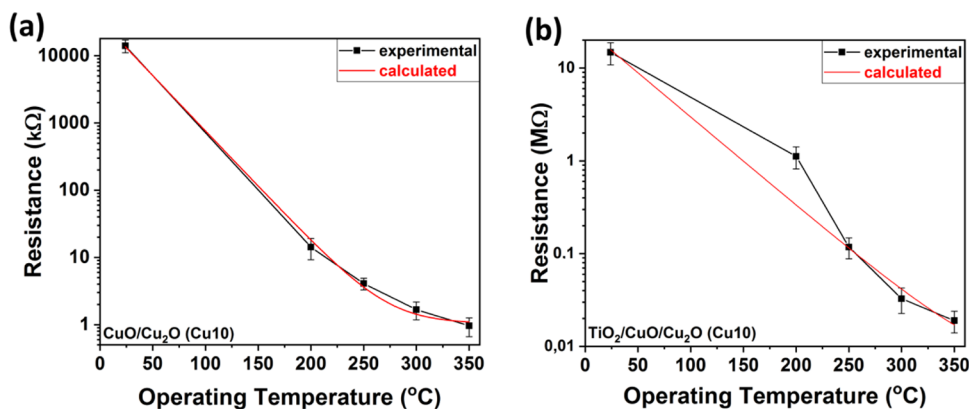 (a)
10000
1000
100
10
1
Resistance (kΩ)
experimental
calculated
CuO/Cu₂O (Cu10)
0 50 100 150 200 250 300 350
Operating Temperature (°C)
(b)
10
1
0.1
0,01
Resistance (MΩ)
experimental
calculated
TiO₂/CuO/Cu₂O (Cu10)
0 50 100 150 200 250 300 350
Operating Temperature (°C)